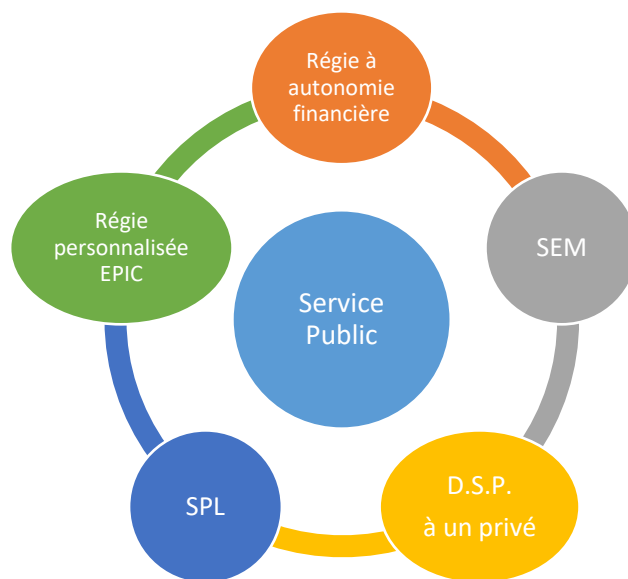 Régie à
autonomie
financière
SEM
D.S.P.
à un privé
SPL
Régie
personnalisée
EPIC
Service
Public